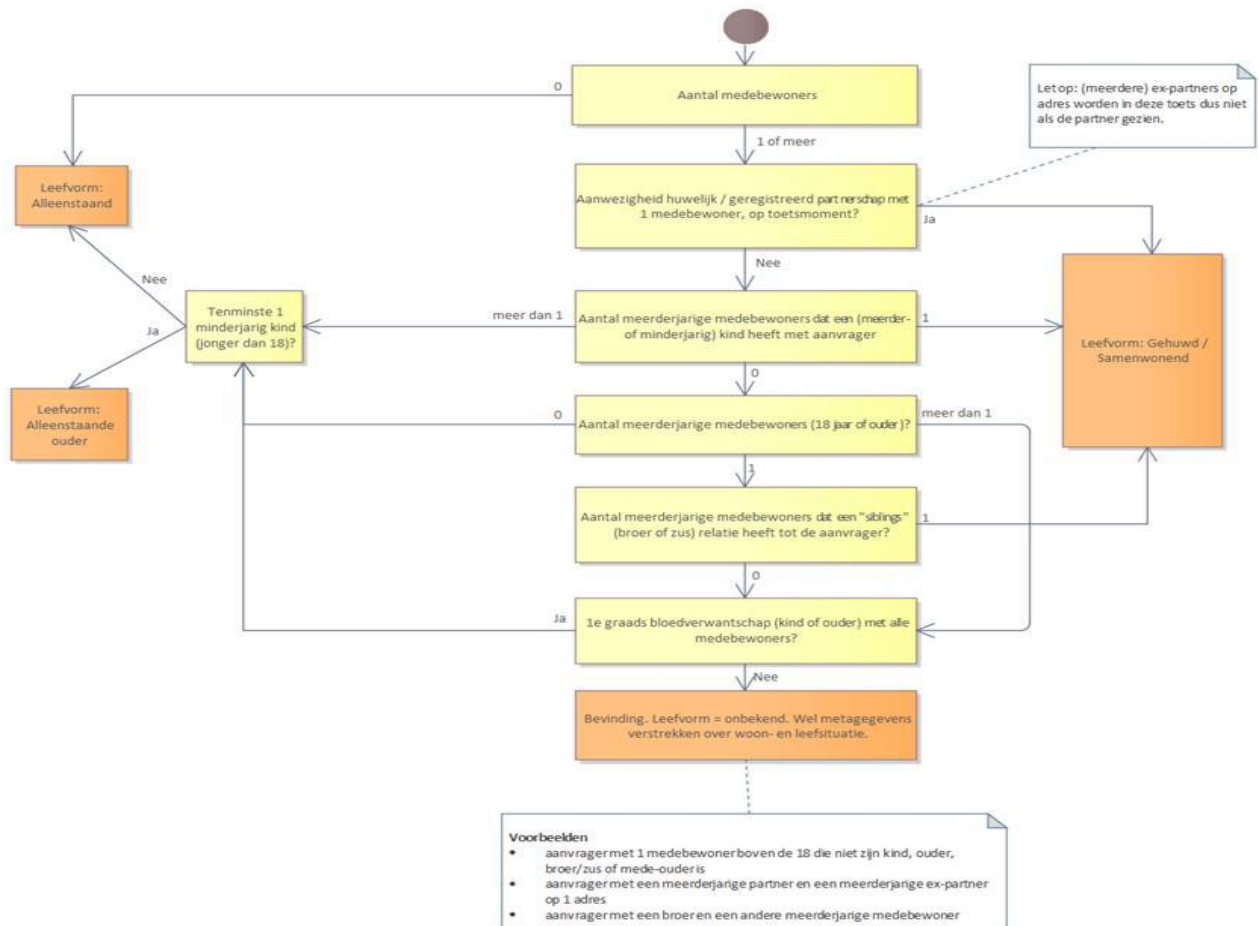 Aantal medebewoners
0
1 of meer
Let op: (meerdere) ex-partners op
adres worden in deze toets dus niet
als de partner gezien.
Leefvorm:
Alleenstaand
Aanwezigheid huwelijk / geregistreerd partnerschap met
1 medebewoner, op toetsmoment?
Ja
Nee
Nee
Ja
Tenminste 1
minderjarig kind
(jonger dan 18)?
meer dan 1
Aantal meerderjarige medebewoners dat een (meerder-
of minderjarig) kind heeft met aanvrager
1
Leefvorm: Gehuwd /
Samenwonend
0
Leefvorm:
Alleenstaande
ouder
0
Aantal meerderjarige medebewoners (18 jaar of ouder)?
meer dan 1
1
Aantal meerderjarige medebewoners dat een "siblings"
(broer of zus) relatie heeft tot de aanvrager?
1
0
Ja
1e graads bloedverwantschap (kind of ouder) met alle
medebewoners?
Nee
Bevinding. Leefvorm = onbekend. Wel metagegevens
verstrekken over woon- en leefsituatie.
Voorbeelden
• aanvrager met 1 medebewoner boven de 18 die niet zijn kind, ouder,
broer/zus of mede-ouder is
• aanvrager met een meerderjarige partner en een meerderjarige ex-partner
op 1 adres
• aanvrager met een broer en een andere meerderjarige medebewoner